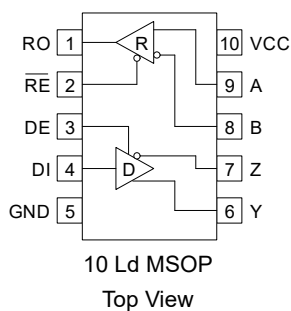 RO 1 R 10 VCC
RE 2 9 A
DE 3 8 B
DI 4 D 7 Z
GND 5 6 Y
10 Ld MSOP
Top View